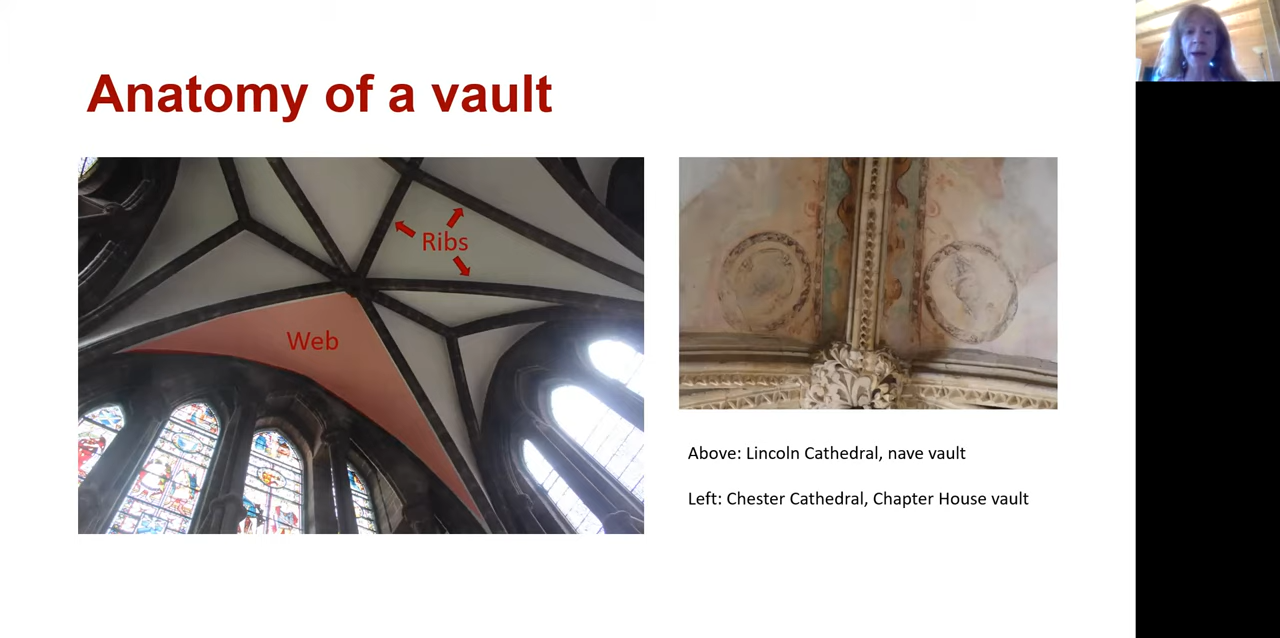 Anatomy of a vault
Ribs
Web
Above: Lincoln Cathedral, nave vault
Left: Chester Cathedral, Chapter House vault